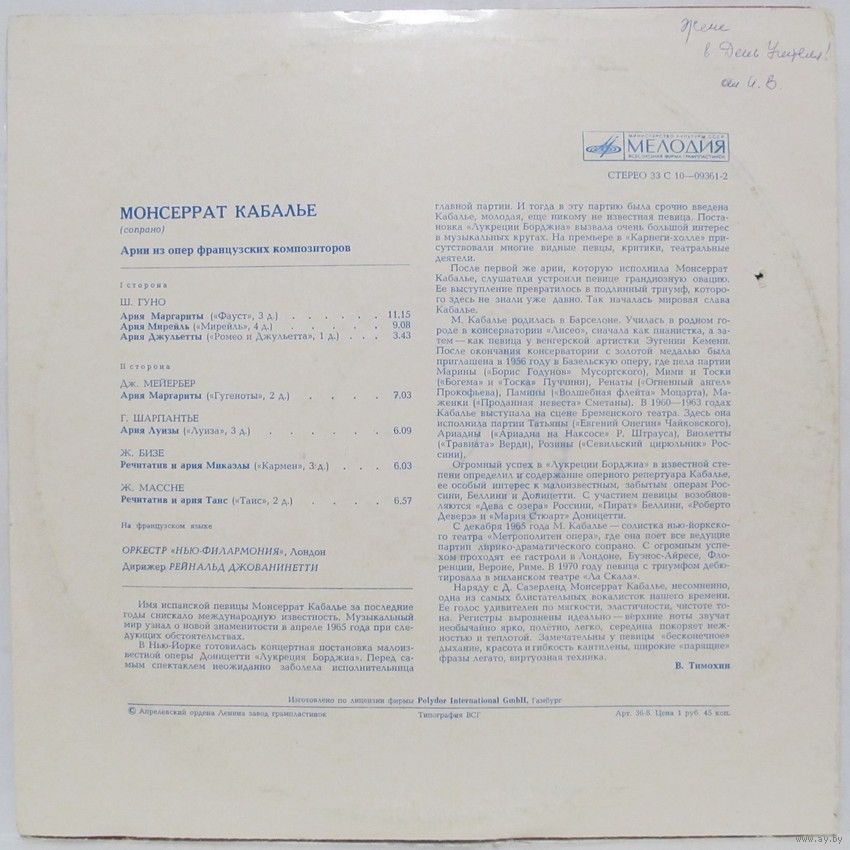 Жене
в День Учителя!
от И. В.
МИНИСТЕРСТВО КУЛЬТУРЫ СССР
МЕЛОДИЯ
ВСЕСОЮЗНАЯ ФИРМА ГРАМПЛАСТИНОК
СТЕРЕО 33 С 10—09361-2
МОНСЕРРАТ КАБАЛЬЕ
(сопрано)
Арии из опер французских композиторов
I сторона
Ш. ГУНО
Ария Маргариты («Фауст», 3 д.) . . . . . . 11.15
Ария Мирейль («Мирейль», 4 д.) . . . . . 9.08
Ария Джульетты («Ромео и Джульетта», 1 д.) . . . 3.43
II сторона
Дж. МЕЙЕРБЕР
Ария Маргариты («Гугеноты», 2 д.) . . . . 7.03
Г. ШАРПАНТЬЕ
Ария Луизы («Луиза», 3 д.) . . . . . . 6.09
Ж. БИЗЕ
Речитатив и ария Микаэлы («Кармен», 3 д.) . . . 6.03
Ж. МАССНЕ
Речитатив и ария Таис («Таис», 2 д.) . . . . 6.57
На французском языке
ОРКЕСТР «НЬЮ-ФИЛАРМОНИЯ», Лондон
Дирижер РЕЙНАЛЬД ДЖОВАНИНЕТТИ
Имя испанской певицы Монсеррат Кабалье за последние
годы снискало международную известность. Музыкальный
мир узнал о новой знаменитости в апреле 1965 года при сле-
дующих обстоятельствах.
В Нью-Йорке готовилась концертная постановка малоиз-
вестной оперы Доницетти «Лукреция Борджиа». Перед са-
мым спектаклем неожиданно заболела исполнительница
главной партии. И тогда в эту партию была срочно введена
Кабалье, молодая, еще никому не известная певица. Поста-
новка «Лукреции Борджиа» вызвала очень большой интерес
в музыкальных кругах. На премьере в «Карнеги-холле» при-
сутствовали многие видные певцы, критики, театральные
деятели.
После первой же арии, которую исполнила Монсеррат
Кабалье, слушатели устроили певице грандиозную овацию.
Ее выступление превратилось в подлинный триумф, которо-
го здесь не знали уже давно. Так началась мировая слава
Кабалье.
М. Кабалье родилась в Барселоне. Училась в родном го-
роде в консерватории «Лисео», сначала как пианистка, а за-
тем — как певица у венгерской артистки Эугении Кемени.
После окончания консерватории с золотой медалью была
приглашена в 1956 году в Базельскую оперу, где пела партии
Марины («Борис Годунов» Мусоргского), Мими и Тоски
(«Богема» и «Тоска» Пуччини), Ренаты («Огненный ангел»
Прокофьева), Памины («Волшебная флейта» Моцарта), Ма-
женки («Проданная невеста» Сметаны). В 1960—1963 годах
Кабалье выступала на сцене Бременского театра. Здесь она
исполнила партии Татьяны («Евгений Онегин» Чайковского),
Ариадны («Ариадна на Наксосе» Р. Штрауса), Виолетты
(«Травиата» Верди), Розины («Севильский цирюльник» Рос-
сини).
Огромный успех в «Лукреции Борджиа» в известной сте-
пени определил и содержание оперного репертуара Кабалье,
ее особый интерес к малоизвестным, забытым операм Рос-
сини, Беллини и Доницетти. С участием певицы возобнов-
ляются «Дева с озера» Россини, «Пират» Беллини, «Роберто
Деверэ» и «Мария Стюарт» Доницетти.
С декабря 1965 года М. Кабалье — солистка нью-йоркско-
го театра «Метрополитен опера», где она поет все ведущие
партии лирико-драматического сопрано. С огромным успе-
хом проходят ее гастроли в Лондоне, Буэнос-Айресе, Фло-
ренции, Вероне, Риме. В 1970 году певица с триумфом дебю-
тировала в миланском театре «Ла Скала».
Наряду с Д. Сазерленд Монсеррат Кабалье, несомненно,
одна из самых блистательных вокалисток нашего времени.
Ее голос удивителен по мягкости, эластичности, чистоте то-
на. Регистры выровнены идеально — верхние ноты звучат
необычайно ярко, полётно, легко, середина покоряет неж-
ностью и теплотой. Замечательны у певицы «бесконечное»
дыхание, красота и гибкость кантилены, широкие «парящие»
фразы легато, виртуозная техника.
В. Тимохин
Изготовлено по лицензии фирмы Polydor International GmbH, Гамбург
© Апрелевский ордена Ленина завод грампластинок Типография ВСГ Арт. 36-8. Цена 1 руб. 45 коп.
www.ay.by